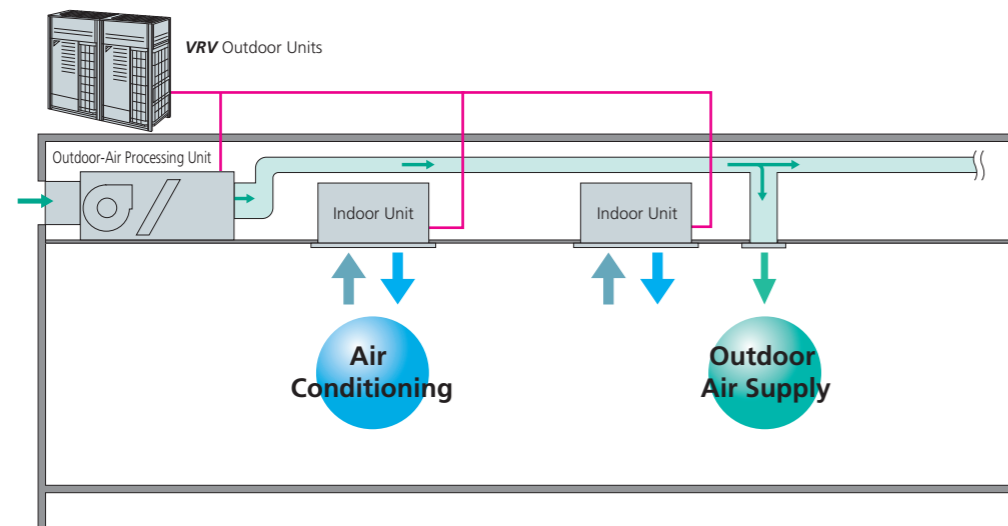 VRV Outdoor Units
Outdoor-Air Processing Unit
Indoor Unit
Indoor Unit
Air
Conditioning
Outdoor
Air Supply